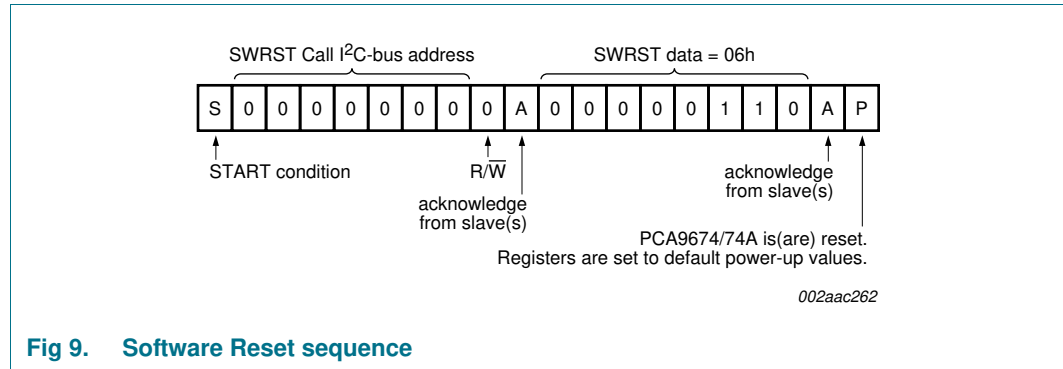 SWRST Call I²C-bus address SWRST data = 06h
S 0 0 0 0 0 0 0 0 A 0 0 0 0 0 1 1 0 A P
START condition R/W̅ acknowledge
acknowledge from slave(s)
from slave(s)
PCA9674/74A is(are) reset.
Registers are set to default power-up values.
002aac262
Fig 9. Software Reset sequence